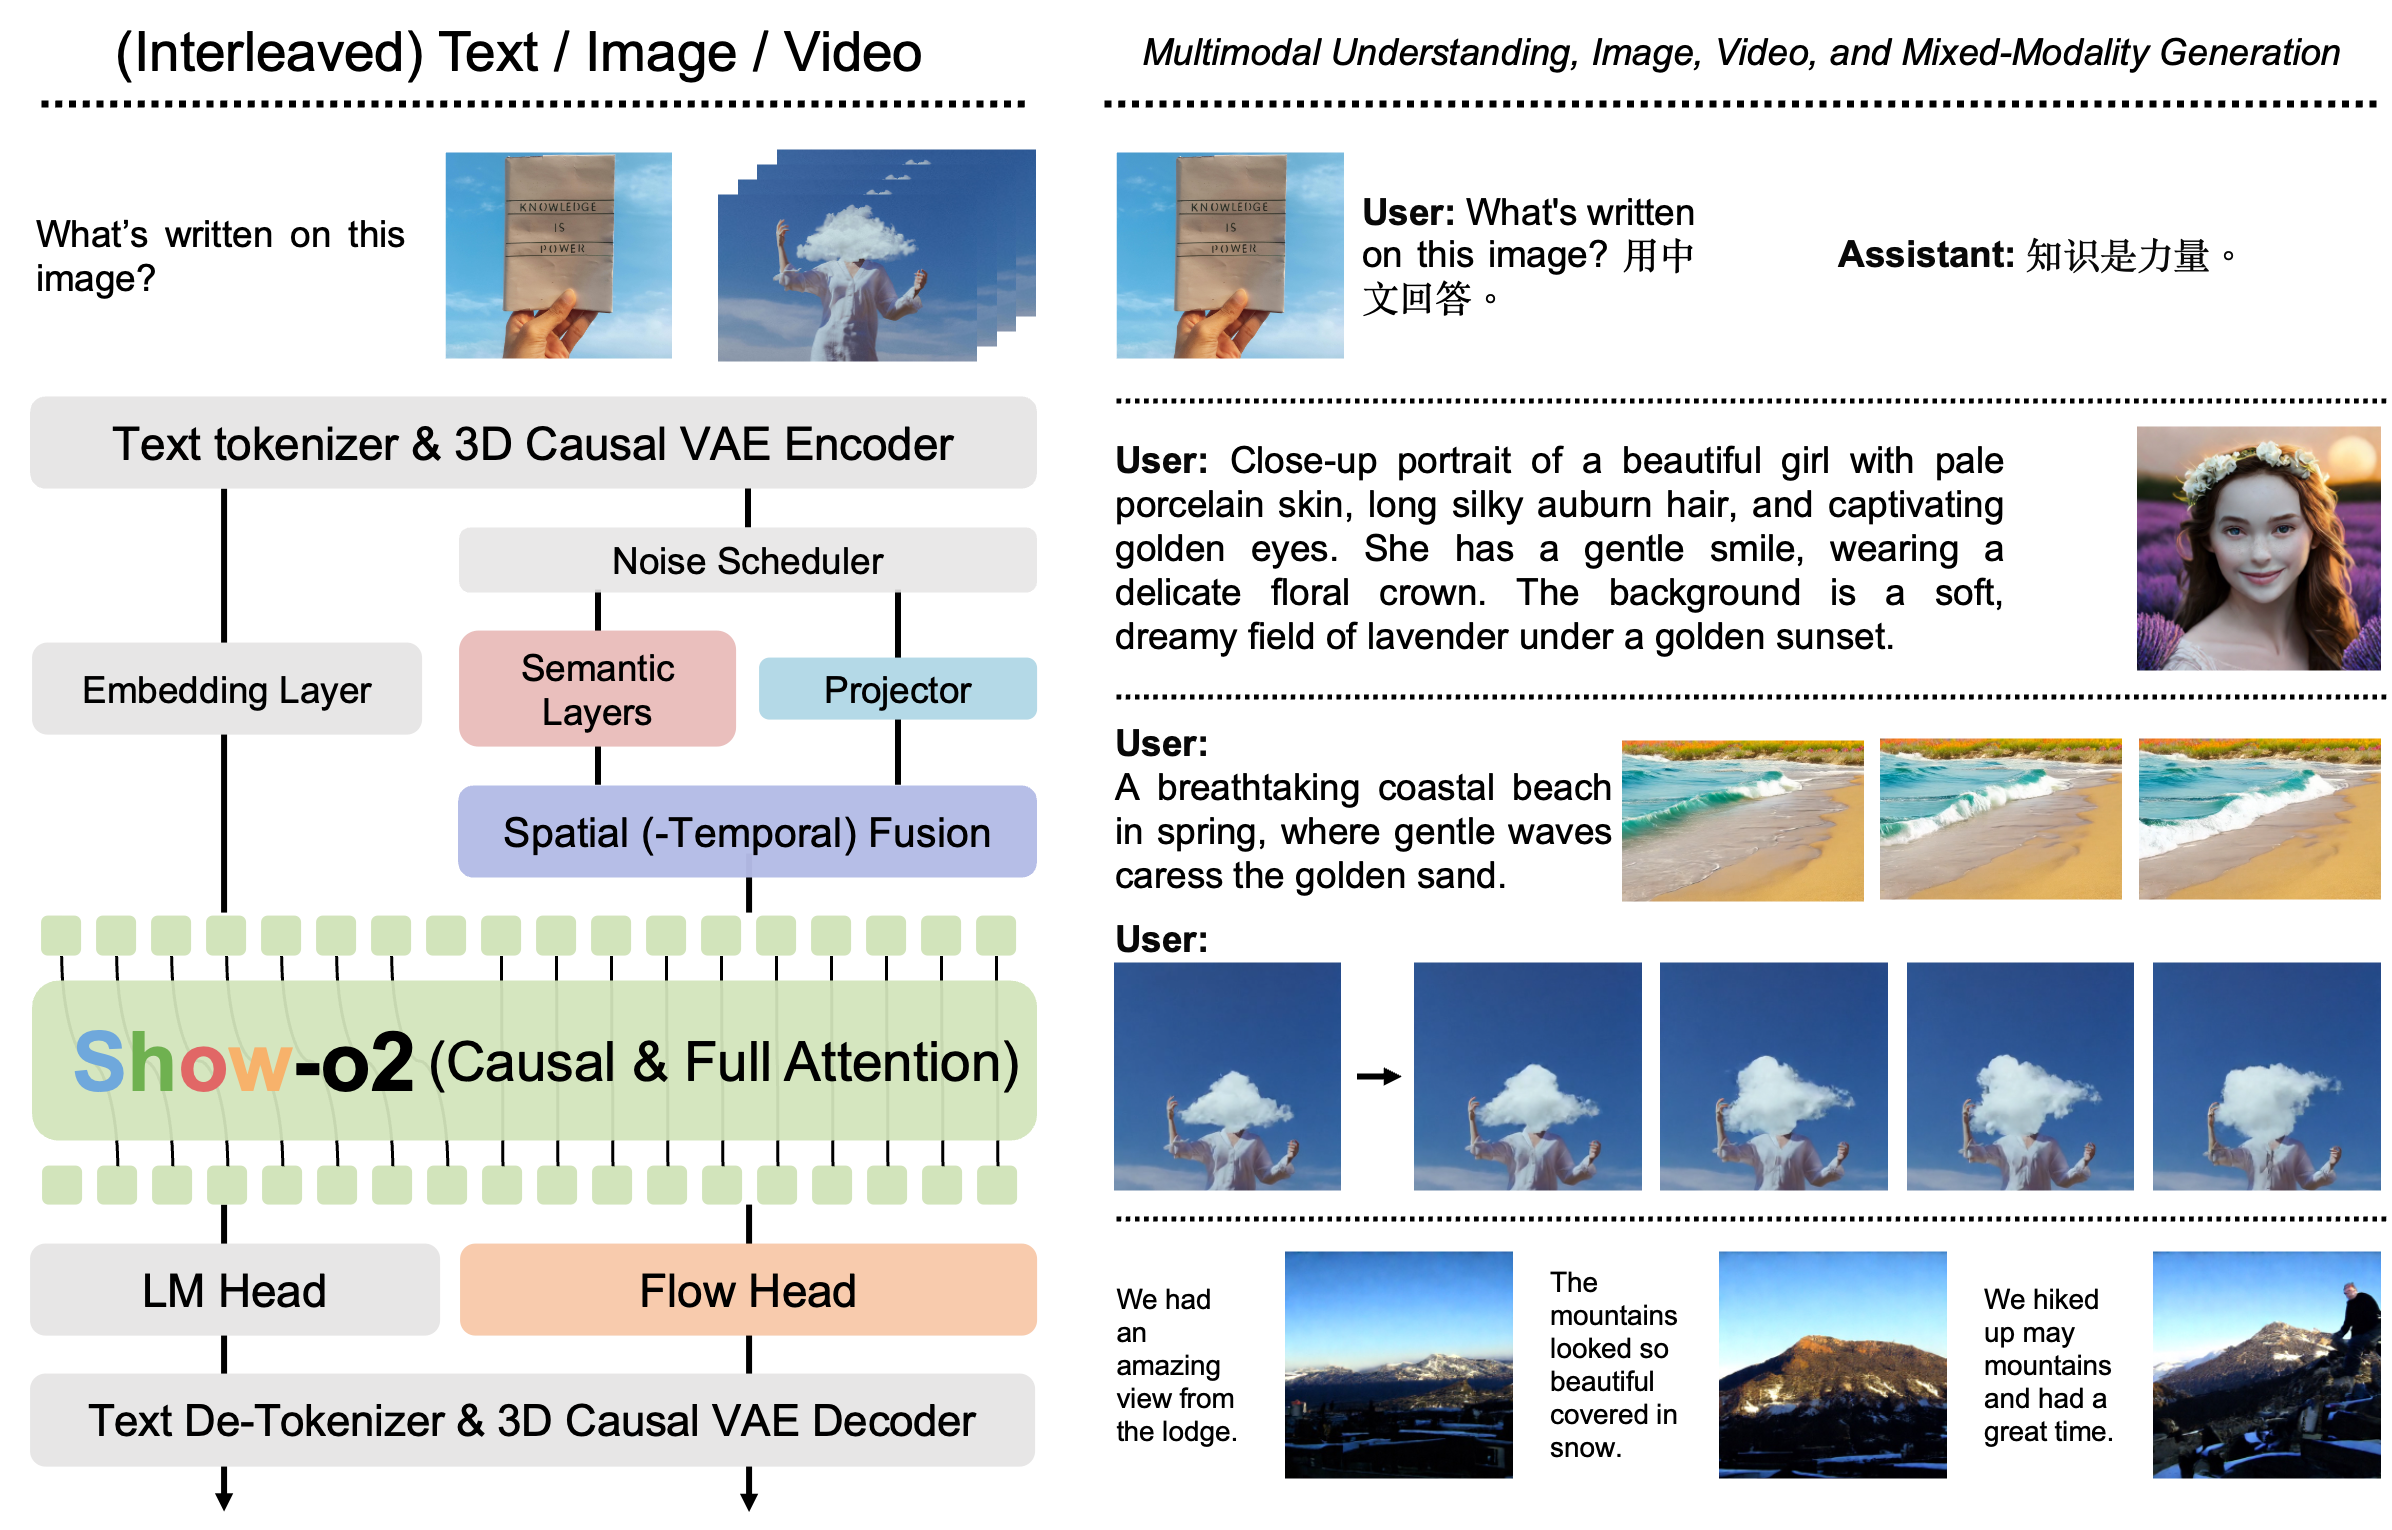 (Interleaved) Text / Image / Video
What’s written on this
image?
KNOWLEDGE
IS
POWER
Text tokenizer & 3D Causal VAE Encoder
Noise Scheduler
Embedding Layer
Semantic
Layers
Projector
Spatial (-Temporal) Fusion
Show-o2 (Causal & Full Attention)
LM Head
Flow Head
Text De-Tokenizer & 3D Causal VAE Decoder
Multimodal Understanding, Image, Video, and Mixed-Modality Generation
KNOWLEDGE
IS
POWER
User: What's written
on this image? 用中
文回答。
Assistant: 知识是力量。
User: Close-up portrait of a beautiful girl with pale
porcelain skin, long silky auburn hair, and captivating
golden eyes. She has a gentle smile, wearing a
delicate floral crown. The background is a soft,
dreamy field of lavender under a golden sunset.
User:
A breathtaking coastal beach
in spring, where gentle waves
caress the golden sand.
User:
We had
an
amazing
view from
the lodge.
The
mountains
looked so
beautiful
covered in
snow.
We hiked
up may
mountains
and had a
great time.